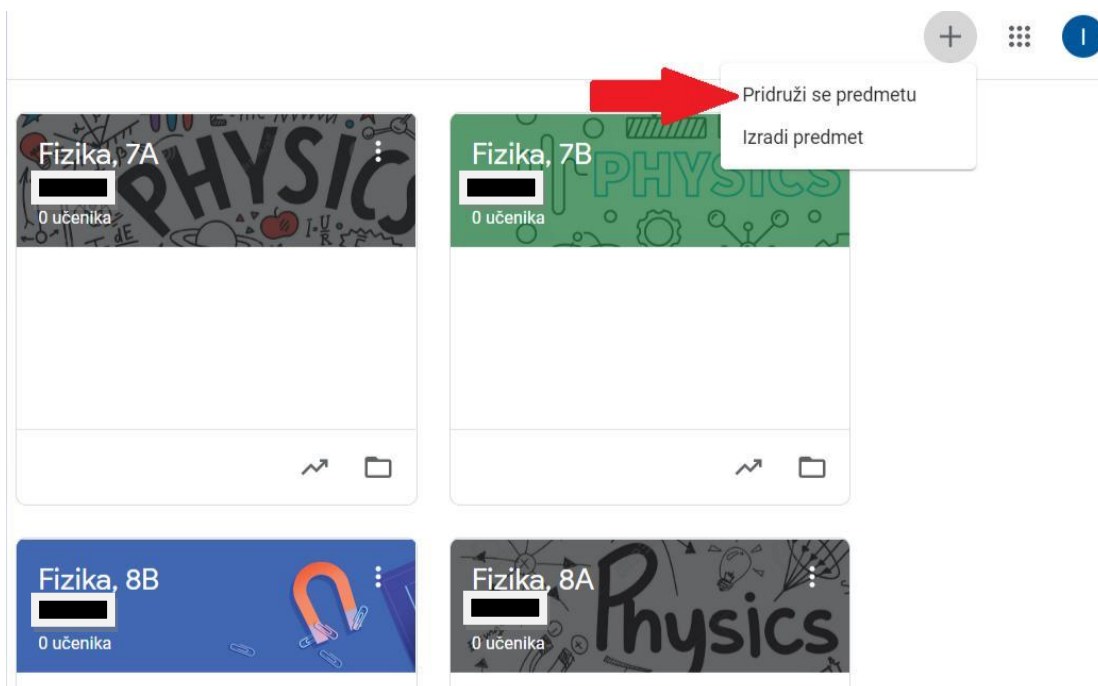 I
Pridruži se predmetu
Izradi predmet
Fizika, 7A
0 učenika
PHYSICS
Fizika, 7B
0 učenika
PHYSICS
Fizika, 8B
0 učenika
Fizika, 8A
0 učenika
Physics